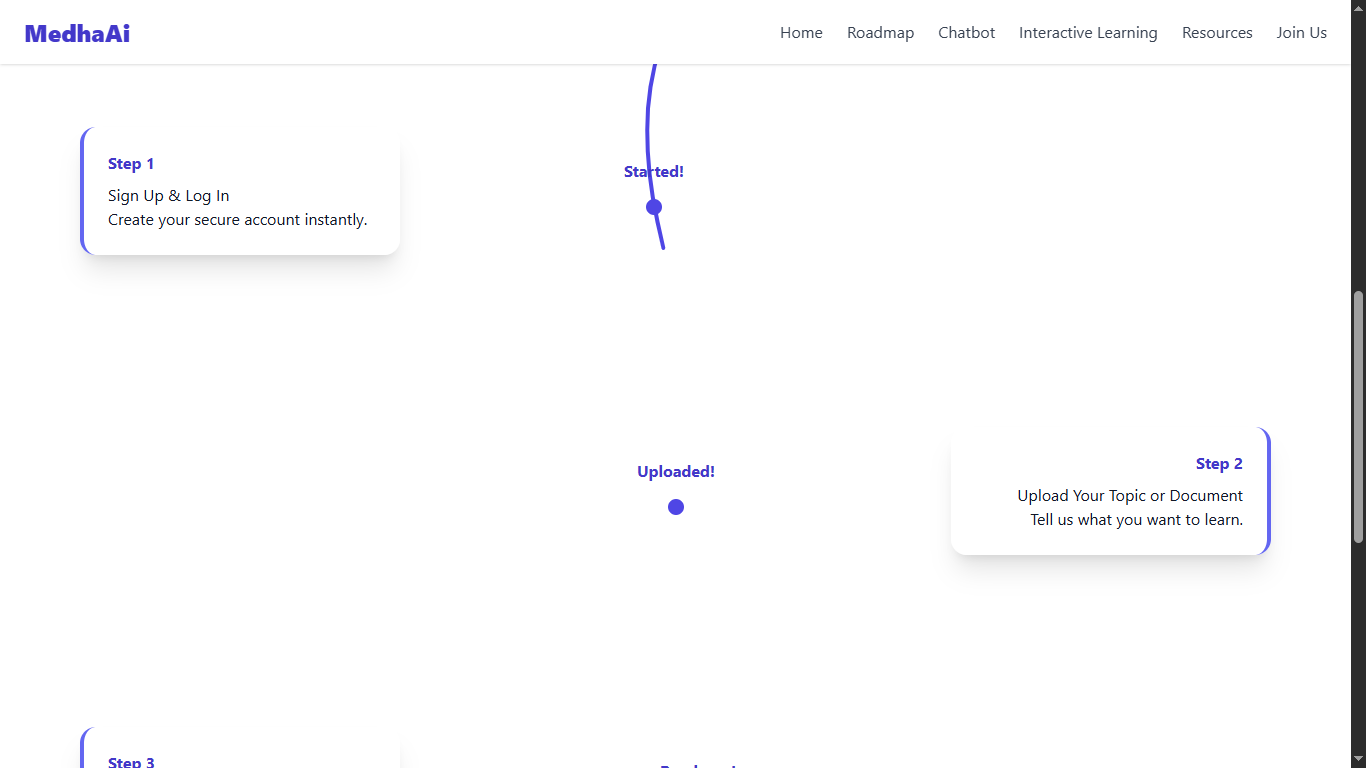 MedhaAi
Home Roadmap Chatbot Interactive Learning Resources Join Us
Step 1
Sign Up & Log In
Create your secure account instantly.
Started!
Uploaded!
Step 2
Upload Your Topic or Document
Tell us what you want to learn.
Step 3